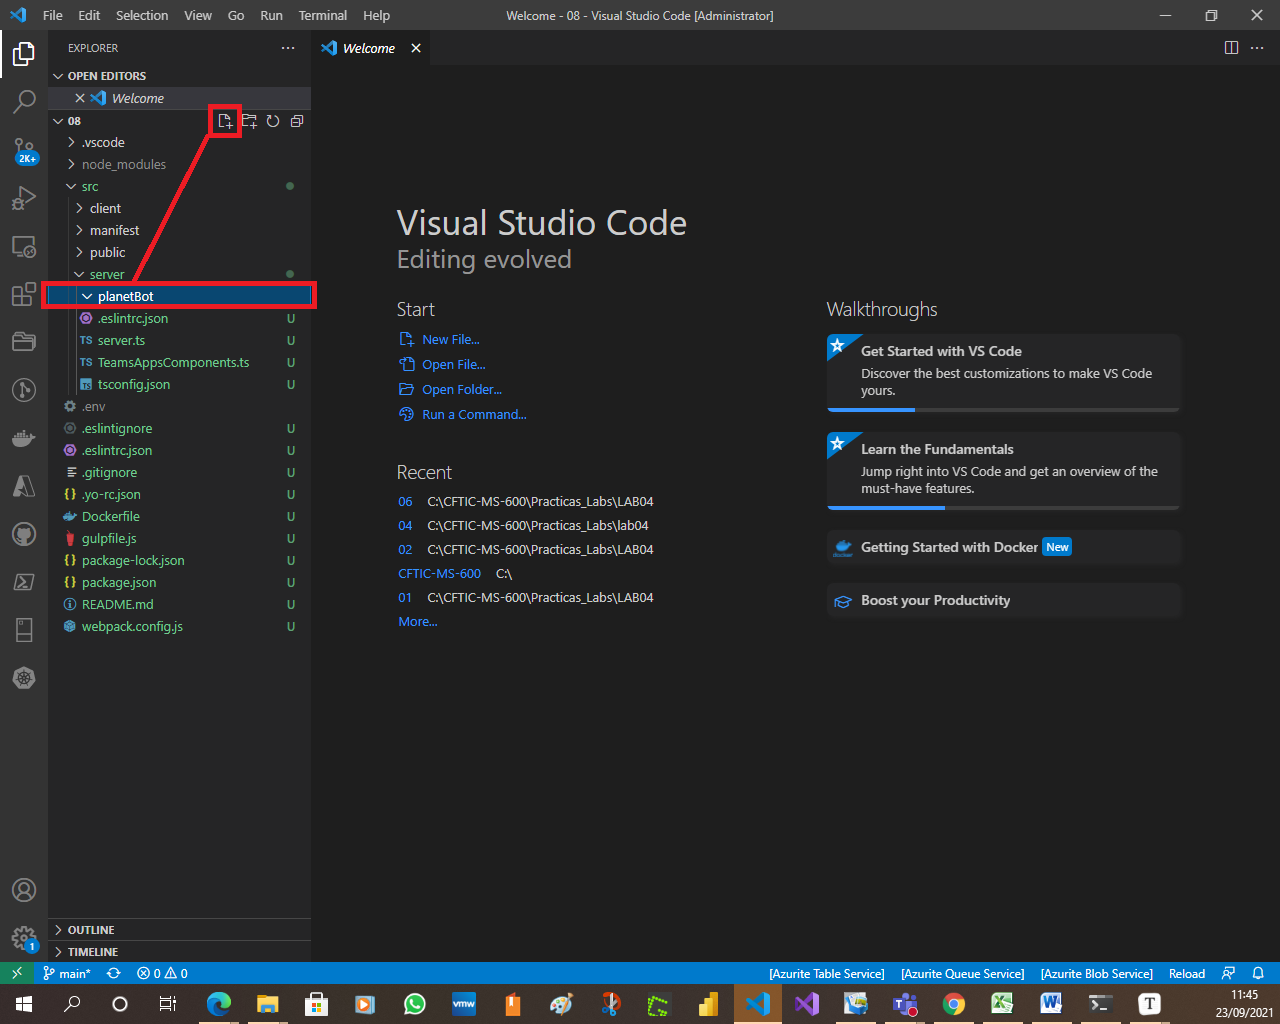 File Edit Selection View Go Run Terminal Help
Welcome - 08 - Visual Studio Code [Administrator]
EXPLORER
Welcome
OPEN EDITORS
Welcome
08
.vscode
node_modules
src
client
manifest
public
server
planetBot
.eslintrc.json U
TS server.ts U
TS TeamsAppsComponents.ts U
TS tsconfig.json U
.env
.eslintignore U
.eslintrc.json U
.gitignore U
{} .yo-rc.json U
Dockerfile U
gulpfile.js U
{} package-lock.json U
{} package.json U
README.md U
webpack.config.js U
OUTLINE
TIMELINE
2K+
1
Visual Studio Code
Editing evolved
Start
New File...
Open File...
Open Folder...
Run a Command...
Recent
06 C:\CFTIC-MS-600\Practicas_Labs\LAB04
04 C:\CFTIC-MS-600\Practicas_Labs\lab04
02 C:\CFTIC-MS-600\Practicas_Labs\LAB04
CFTIC-MS-600 C:\
01 C:\CFTIC-MS-600\Practicas_Labs\LAB04
More...
Walkthroughs
Get Started with VS Code
Discover the best customizations to make VS Code
yours.
Learn the Fundamentals
Jump right into VS Code and get an overview of the
must-have features.
docker
Getting Started with Docker New
Boost your Productivity
main* 0 0
[Azurite Table Service] [Azurite Queue Service] [Azurite Blob Service] Reload
vmw
T
11:45
23/09/2021